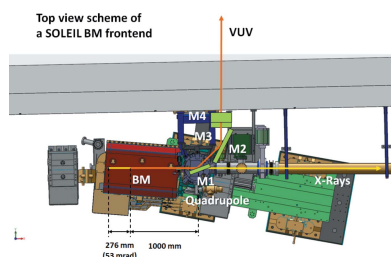 Top view scheme of
a SOLEIL BM frontend
VUV
M4
M3
M2
BM
M1
X-Rays
Quadrupole
276 mm
1000 mm
(53 mrad)